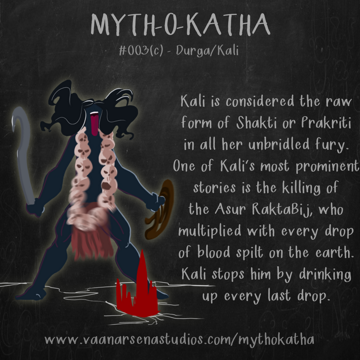 MYTH-O-KATHA
#003(c) - Durga/Kali
Kali is considered the raw
form of Shakti or Prakriti
in all her unbridled fury.
One of Kali's most prominent
stories is the killing of
the Asur RaktaBij, who
multiplied with every drop
of blood spilt on the earth.
Kali stops him by drinking
up every last drop.
www.vaanarsenastudios.com/mythokatha